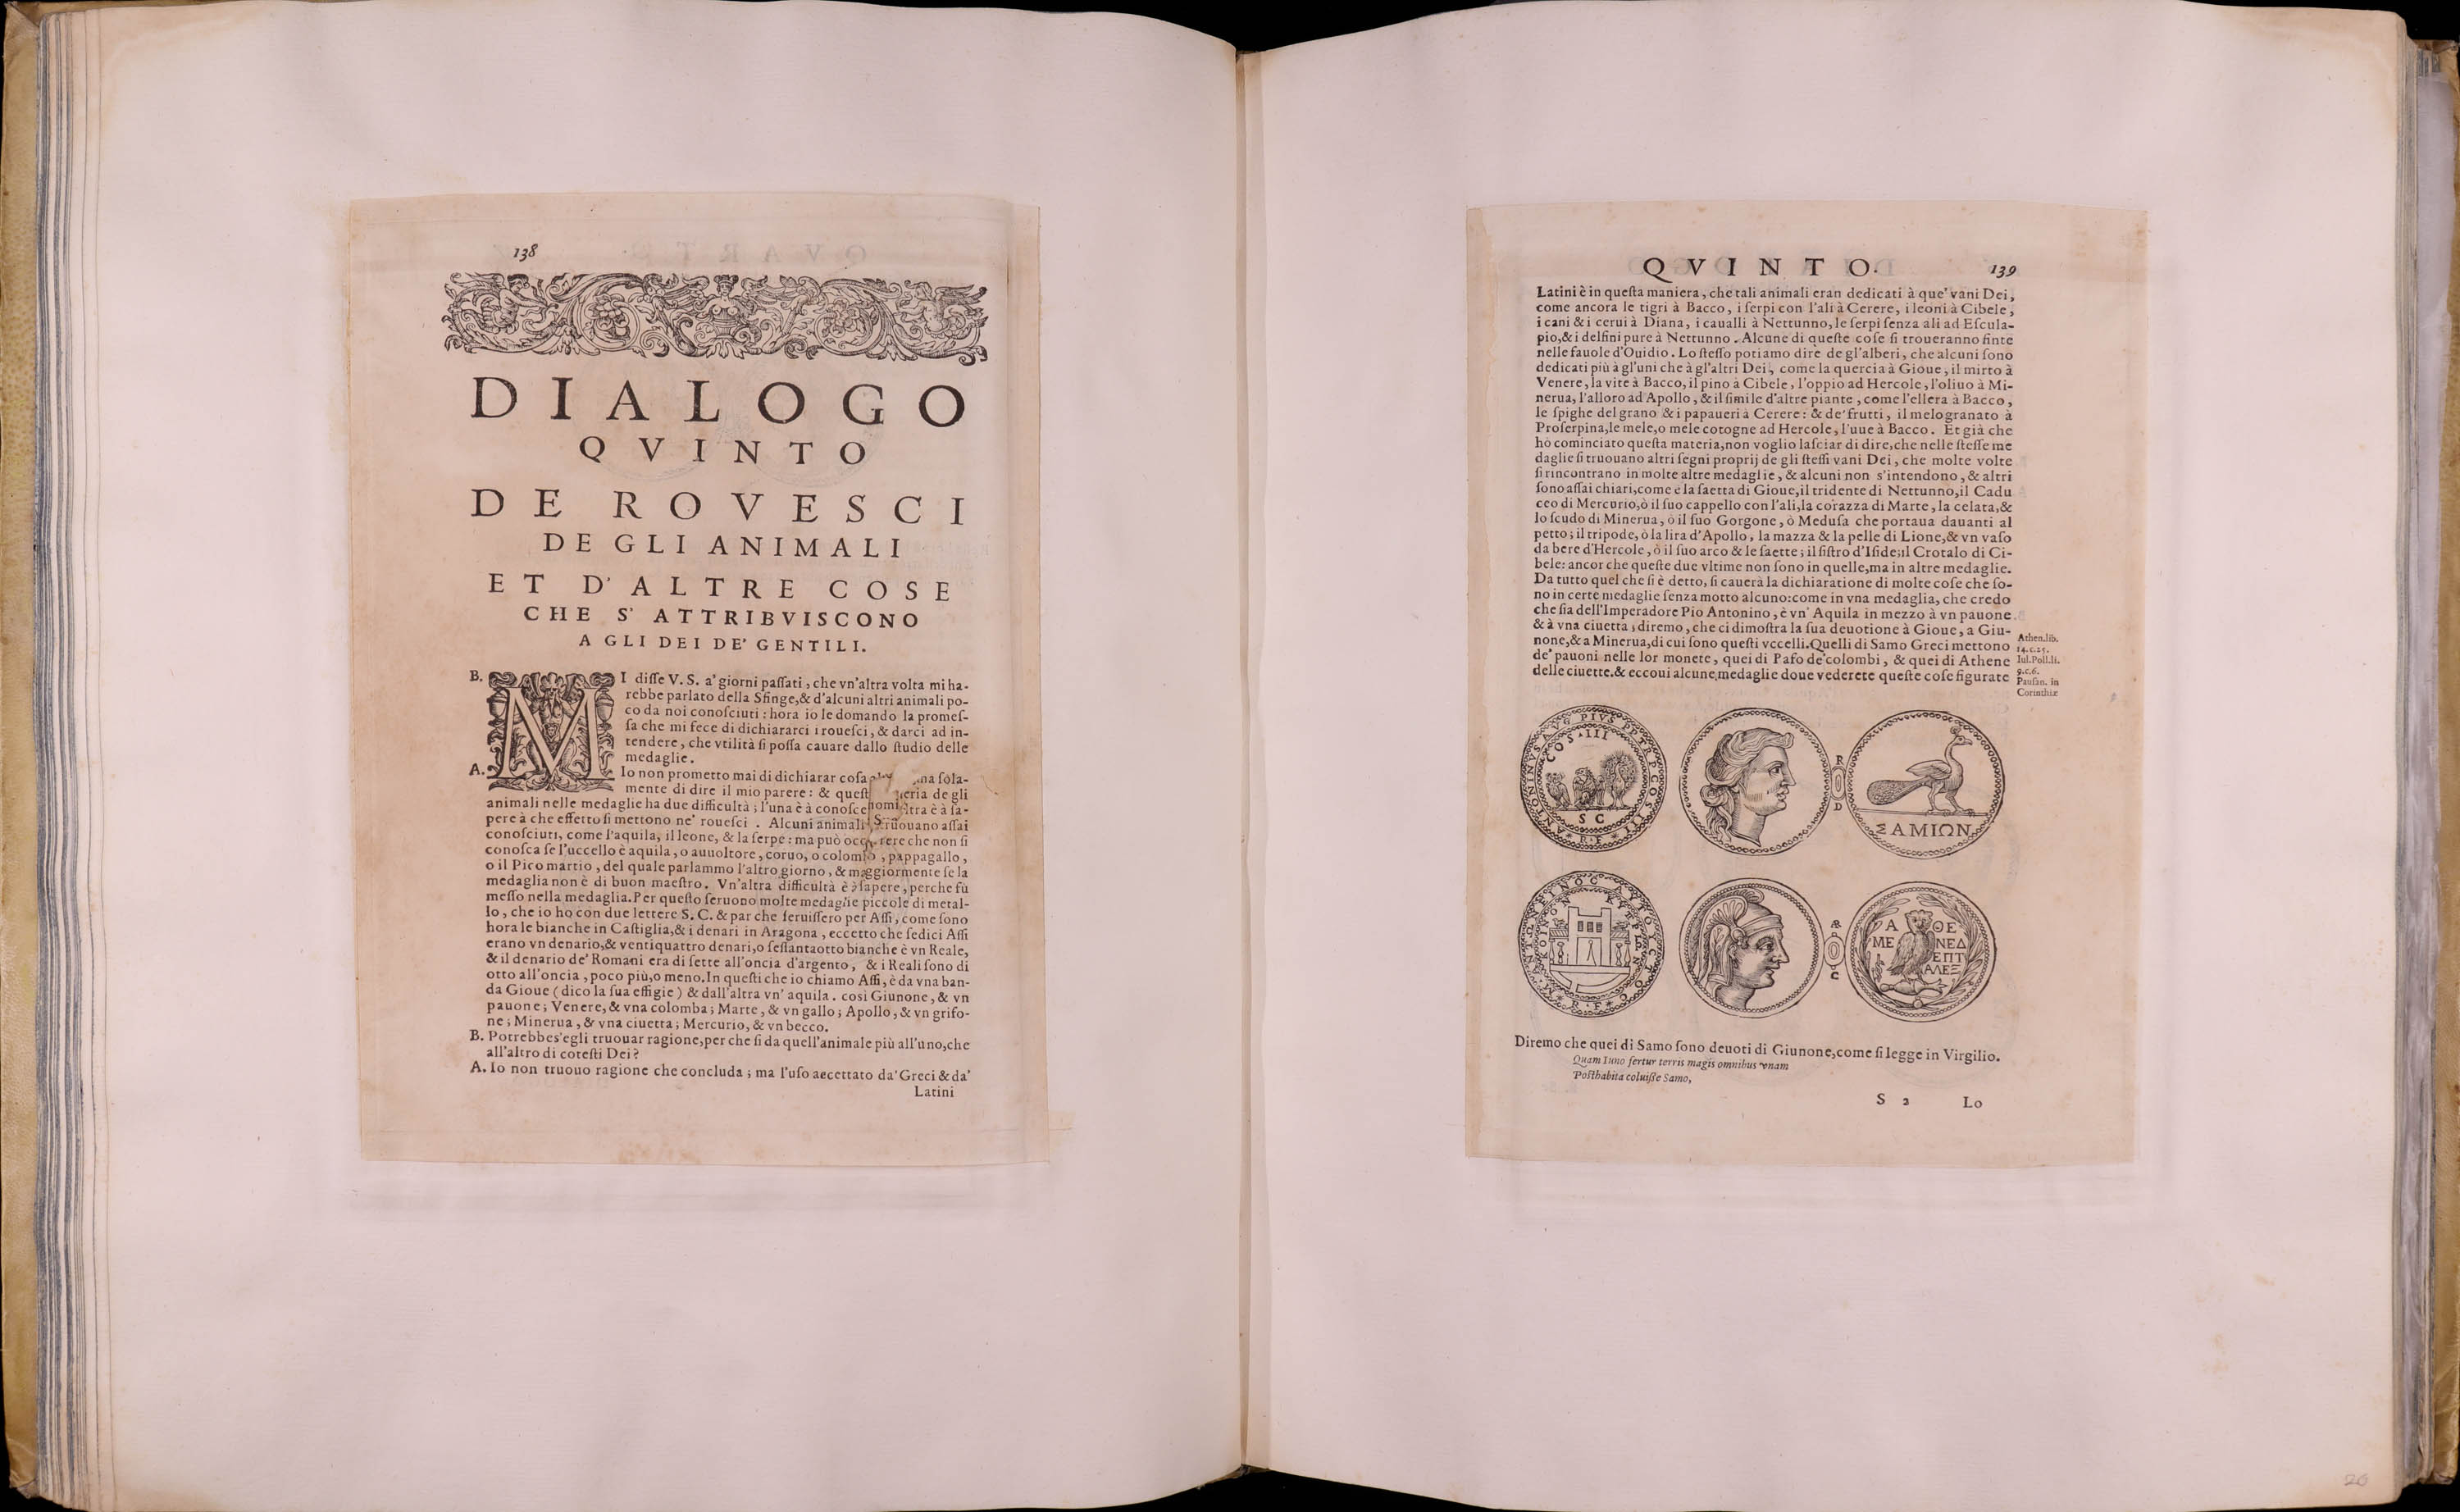 138
DIALOGO
QVINTO
DE ROVESCI
DE GLI ANIMALI
ET D'ALTRE COSE
CHE S' ATTRIBVISCONO
A GLI DEI DE' GENTILI.
B. MI disse V. S. a' giorni passati, che vn'altra volta mi ha-
rebbe parlato della Sfinge,& d'alcuni altri animali po-
co da noi conosciuti : hora io le domando la promes-
sa che mi fece di dichiararci i rouesci, & darci ad in-
tendere, che vtilità si possa cauare dallo studio delle
medaglie.
A. Io non prometto mai di dichiarar cosa sola-
mente di dire il mio parere: & de gli
animali nelle medaglie ha due difficultà; l'una è à è à sa-
pere à che effetto si mettono ne' rouesci . Alcuni animali truouano assai
conosciuti, come l'aquila, il leone, & la serpe: ma può che non si
conosca se l'uccello è aquila, o auuoltore, coruo, o , pappagallo,
o il Pico martio, del quale parlammo l'altro giorno, & maggiormente se la
medaglia non è di buon maestro. Vn'altra difficultà è sapere, perche fù
messo nella medaglia. Per questo seruono molte medaglie piccole di metal-
lo, che io ho con due lettere S. C. & par che seruissero per Assi, come sono
hora le bianche in Castiglia,& i denari in Aragona, eccetto che sedici Assi
erano vn denario,& ventiquattro denari,o sessantaotto bianche è vn Reale,
& il denario de' Romani era di sette all'oncia d'argento, & i Reali sono di
otto all'oncia, poco più,o meno.In questi che io chiamo Assi, è da vna ban-
da Gioue (dico la sua effigie) & dall'altra vn' aquila. così Giunone, & vn
pauone; Venere,& vna colomba; Marte, & vn gallo; Apollo, & vn grifo-
ne; Minerua, & vna ciuetta; Mercurio, & vn becco.
B. Potrebbes'egli truouar ragione,per che si da quell'animale più all'uno,che
all'altro di cotesti Dei?
A. Io non truouo ragione che concluda; ma l'uso accettato da' Greci & da'
Latini
QVINTO. 139
Latini è in questa maniera, che tali animali eran dedicati à que' vani Dei,
come ancora le tigri à Bacco, i serpi con l'ali à Cerere, i leoni à Cibele,
i cani & i cerui à Diana, i caualli à Nettunno, le serpi senza ali ad Escula-
pio,& i delfini pure à Nettunno. Alcune di queste cose si troueranno finte
nelle fauole d'Ouidio. Lo stesso potiamo dire de gl'alberi, che alcuni sono
dedicati più à gl'uni che à gl'altri Dei, come la quercia à Gioue, il mirto à
Venere, la vite à Bacco, il pino à Cibele, l'oppio ad Hercole, l'oliuo à Mi-
nerua, l'alloro ad Apollo, & il simile d'altre piante, come l'ellera à Bacco,
le spighe del grano & i papaueri à Cerere: & de' frutti, il melogranato à
Proserpina,le mele,o mele cotogne ad Hercole, l'uue à Bacco. Et già che
hò cominciato questa materia,non voglio lasciar di dire,che nelle stesse me
daglie si truouano altri segni proprij de gli stessi vani Dei, che molte volte
si rincontrano in molte altre medaglie, & alcuni non s'intendono, & altri
sono assai chiari,come è la saetta di Gioue,il tridente di Nettunno,il Cadu
ceo di Mercurio,ò il suo cappello con l'ali,la corazza di Marte, la celata,&
lo scudo di Minerua, ò il suo Gorgone, ò Medusa che portaua dauanti al
petto; il tripode, ò la lira d'Apollo, la mazza & la pelle di Lione,& vn vaso
da bere d'Hercole, ò il suo arco & le saette; il sistro d'Iside;il Crotalo di Ci-
bele: ancor che queste due vltime non sono in quelle,ma in altre medaglie.
Da tutto quel che si è detto, si cauerà la dichiaratione di molte cose che so-
no in certe medaglie senza motto alcuno:come in vna medaglia, che credo
che sia dell'Imperadore Pio Antonino, è vn' Aquila in mezzo à vn pauone
& à vna ciuetta; diremo, che ci dimostra la sua deuotione à Gioue, a Giu-
none,& a Minerua,di cui sono questi vccelli.Quelli di Samo Greci mettono
de' pauoni nelle lor monete, quei di Pafo de' colombi, & quei di Athene
delle ciuette.& eccoui alcune medaglie doue vederete queste cose figurate
Athen.lib.
14.c.25.
Iul.Poll.li.
9.c.6.
Pausan. in
Corinthiæ
ANTONINVS AVG PIVS PP TR P COS III
COS III
S C
R F
R
D
ΣΑΜΙΩΝ
R F
Æ
C
Α ΘΕ
ΜΕ ΝΕΔ
ΕΠΙ
ΑΛΕΞ
Diremo che quei di Samo sono deuoti di Giunone,come si legge in Virgilio.
Quam Iuno fertur terris magis omnibus vnam
Posthabita coluisse Samo,
S 2 Lo
26